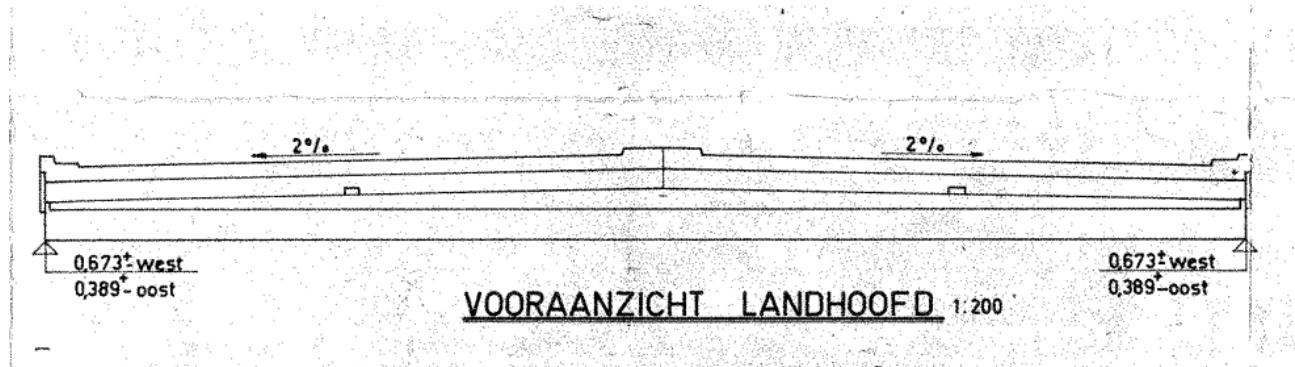 2% 2%
0,673+ west 0,673+ west
0,389+ oost 0,389+ oost
VOORAANZICHT LANDHOOFD 1:200